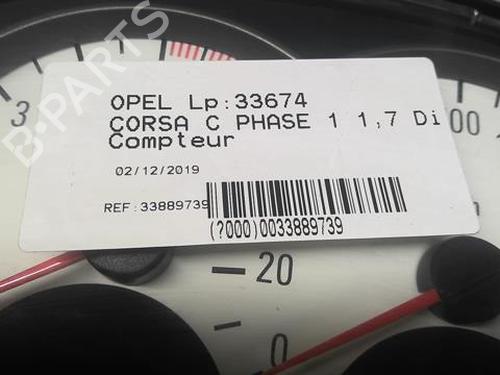 B-PARTS
3
OPEL Lp:33674
CORSA C PHASE 1 1,7 Di
Compteur
02/12/2019
REF:33889739
(?000)0033889739
100
20